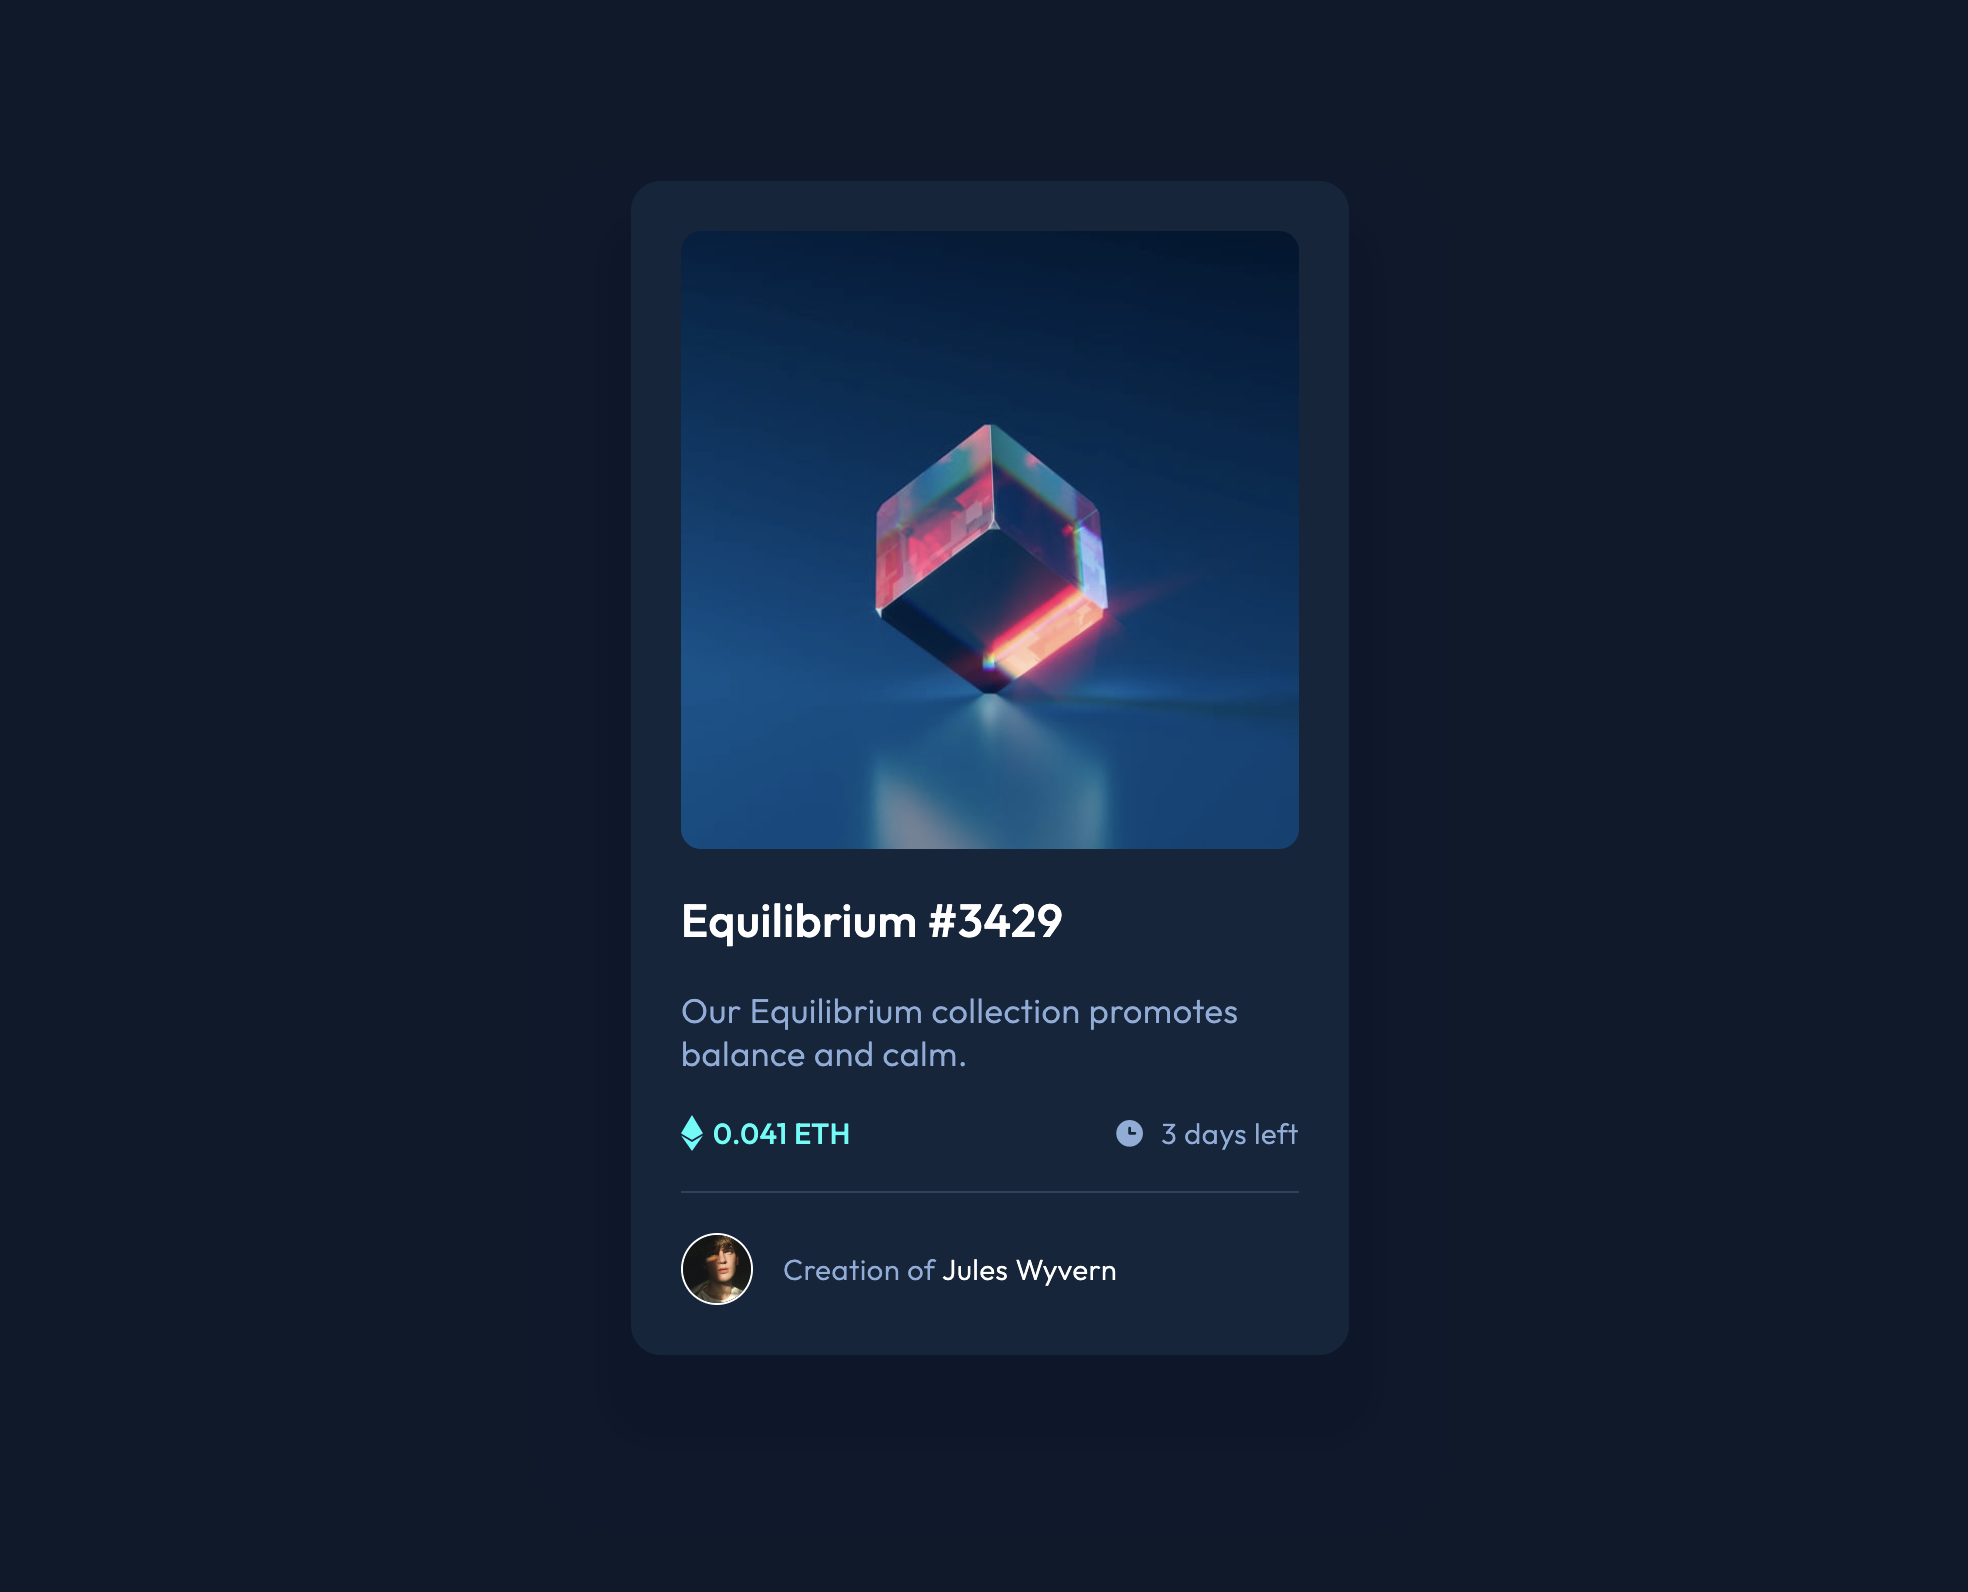 Equilibrium #3429
Our Equilibrium collection promotes
balance and calm.
0.041 ETH
3 days left
Creation of Jules Wyvern